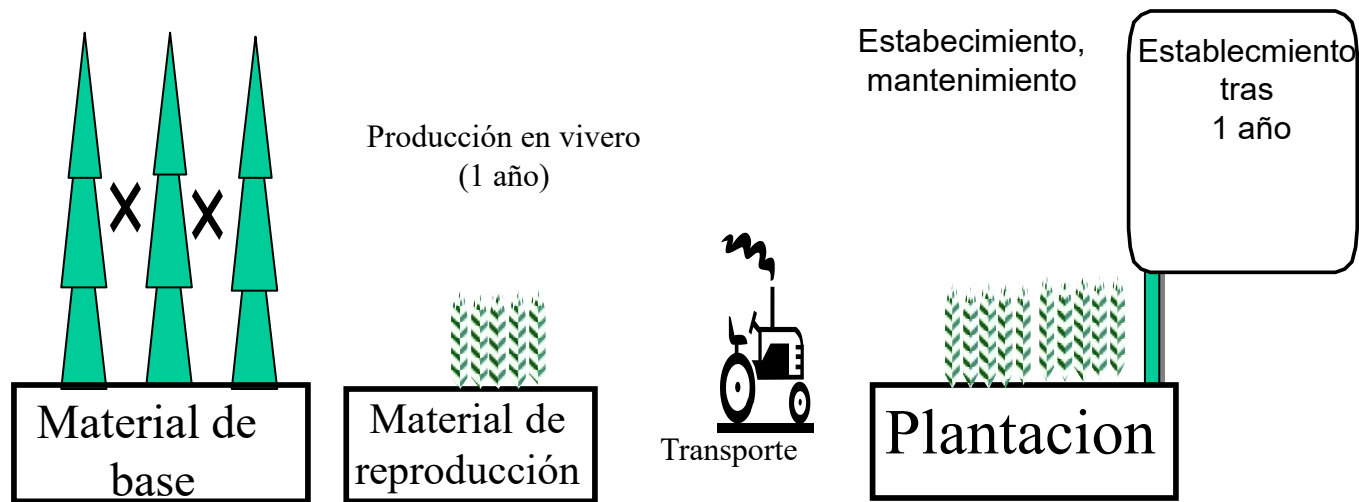 Material de
base
Producción en vivero
(1 año)
Material de
reproducción
Transporte
Estabecimiento,
mantenimiento
Plantacion
Establecmiento
tras
1 año